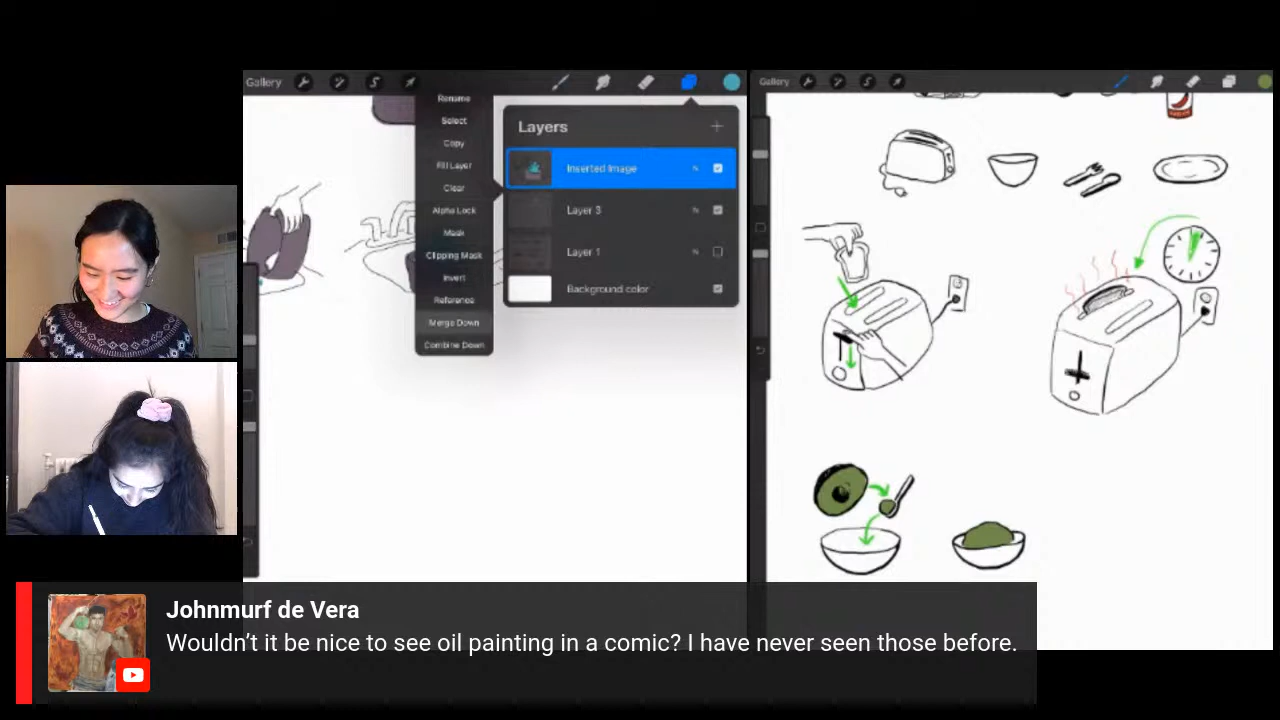 Gallery
Rename
Select
Copy
Fill Layer
Clear
Alpha Lock
Mask
Clipping Mask
Invert
Reference
Merge Down
Combine Down
Layers
Inserted Image
N
Layer 3
N
Layer 1
N
Background color
Gallery
Johnmurf de Vera
Wouldn’t it be nice to see oil painting in a comic? I have never seen those before.